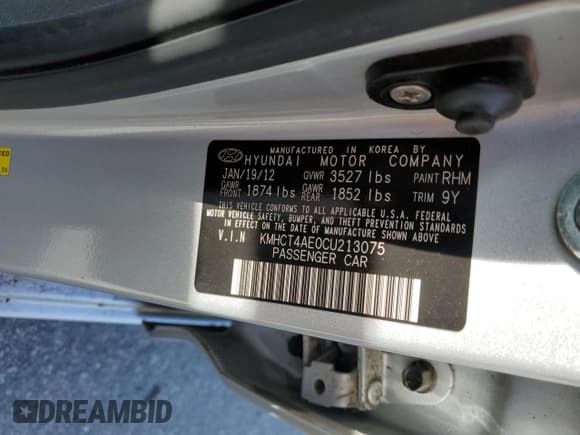 MANUFACTURED IN KOREA BY
HYUNDAI MOTOR COMPANY
JAN/19/12 GVWR 3527 lbs PAINT RHM
GAWR FRONT 1874 lbs GAWR REAR 1852 lbs TRIM 9Y
THIS VEHICLE CONFORMS TO ALL APPLICABLE U.S.A. FEDERAL
MOTOR VEHICLE SAFETY, BUMPER, AND THEFT PREVENTION STANDARDS
IN EFFECT ON THE DATE OF MANUFACTURE SHOWN ABOVE.
V.I.N KMHCT4AE0CU213075
PASSENGER CAR
DREAMBID